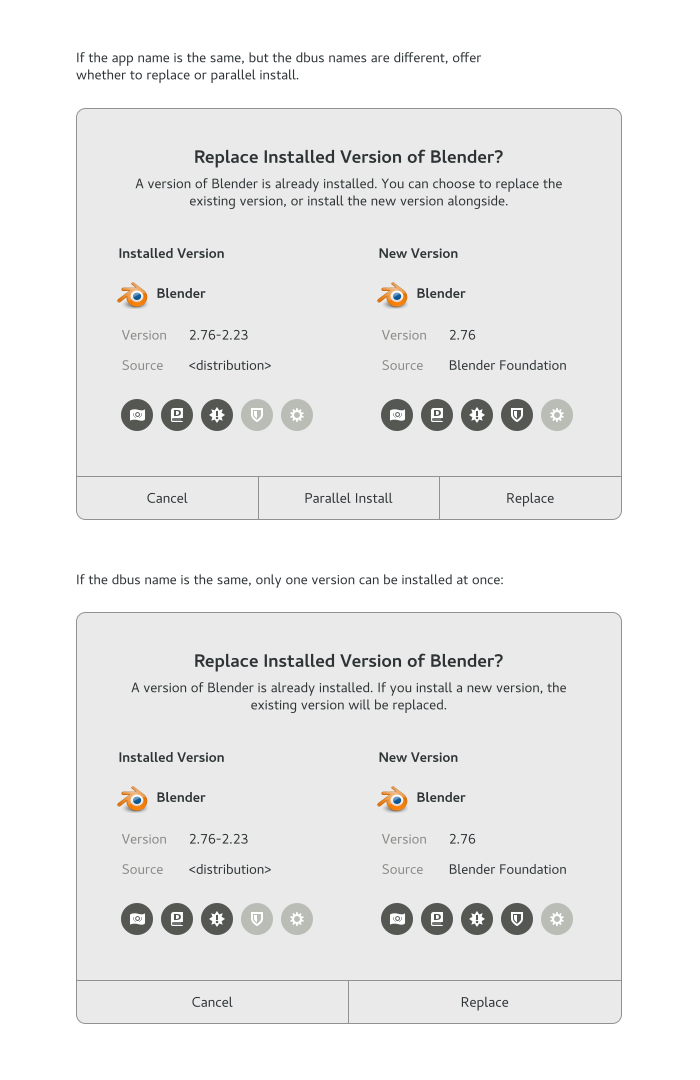 If the app name is the same, but the dbus names are different, offer
whether to replace or parallel install.
Replace Installed Version of Blender?
A version of Blender is already installed. You can choose to replace the
existing version, or install the new version alongside.
Installed Version
New Version
Blender
Blender
Version 2.76-2.23
Version 2.76
Source <distribution>
Source Blender Foundation
D
D
Cancel
Parallel Install
Replace
If the dbus name is the same, only one version can be installed at once:
Replace Installed Version of Blender?
A version of Blender is already installed. If you install a new version, the
existing version will be replaced.
Installed Version
New Version
Blender
Blender
Version 2.76-2.23
Version 2.76
Source <distribution>
Source Blender Foundation
D
D
Cancel
Replace